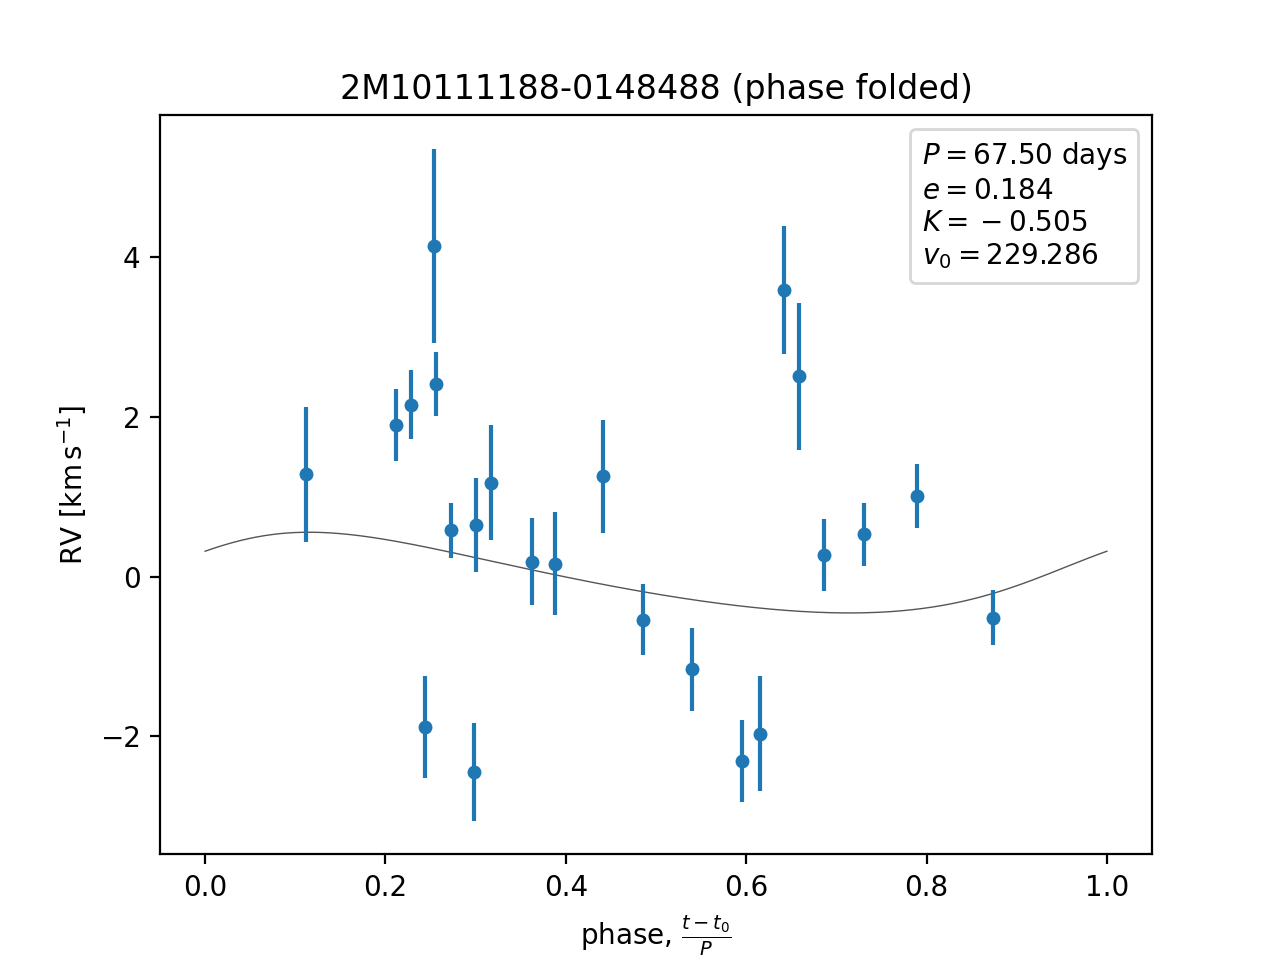 2M10111188-0148488 (phase folded)
P = 67.50 days
e = 0.184
K = −0.505
v₀ = 229.286
4
2
0
−2
RV [km s⁻¹]
0.0 0.2 0.4 0.6 0.8 1.0
phase, (t − t₀)/P